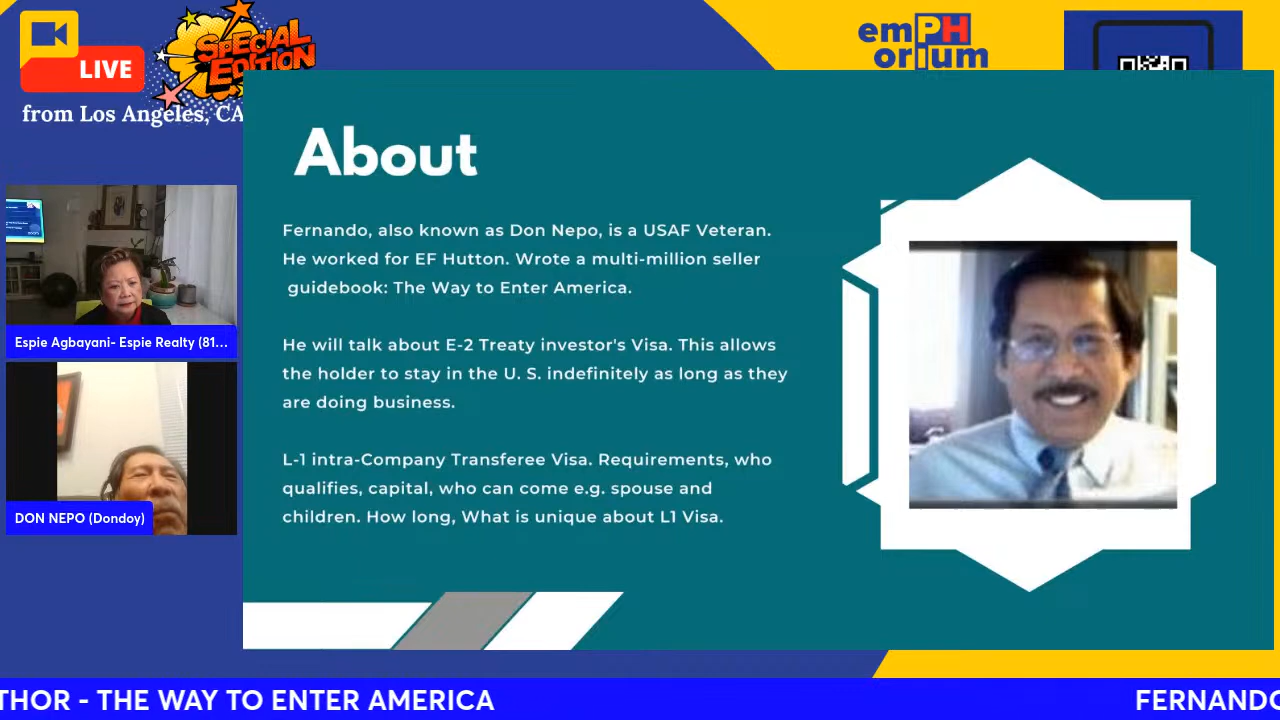 LIVE
SPECIAL
EDITION
from Los Angeles, CA
emPH
orium
About
Fernando, also known as Don Nepo, is a USAF Veteran.
He worked for EF Hutton. Wrote a multi-million seller
guidebook: The Way to Enter America.
He will talk about E-2 Treaty investor's Visa. This allows
the holder to stay in the U. S. indefinitely as long as they
are doing business.
L-1 intra-Company Transferee Visa. Requirements, who
qualifies, capital, who can come e.g. spouse and
children. How long, What is unique about L1 Visa.
Espie Agbayani- Espie Realty (81...
DON NEPO (Dondoy)
THOR - THE WAY TO ENTER AMERICA
FERNANDO